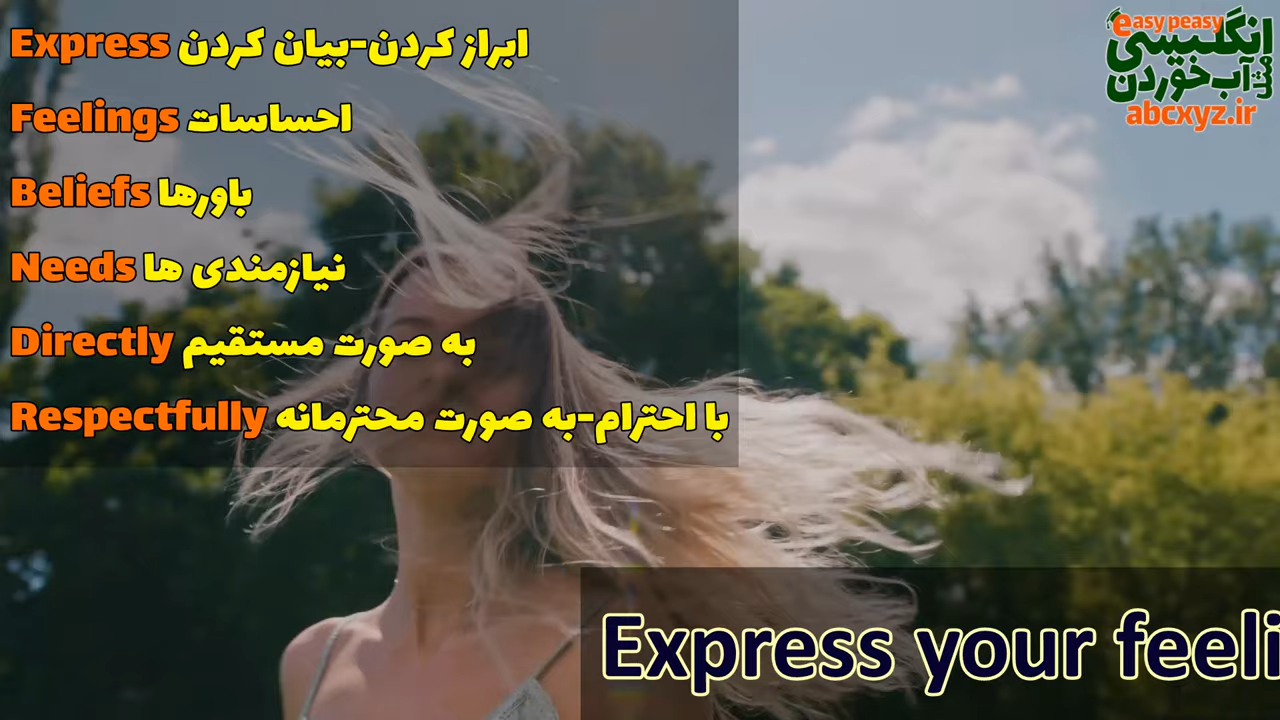 Express ابراز کردن-بیان کردن
Feelings احساسات
Beliefs باورها
Needs نیازمندی ها
Directly به صورت مستقیم
Respectfully با احترام-به صورت محترمانه
easy peasy
انگلیسی
مثل آب خوردن
abcxyz.ir
Express your feeli